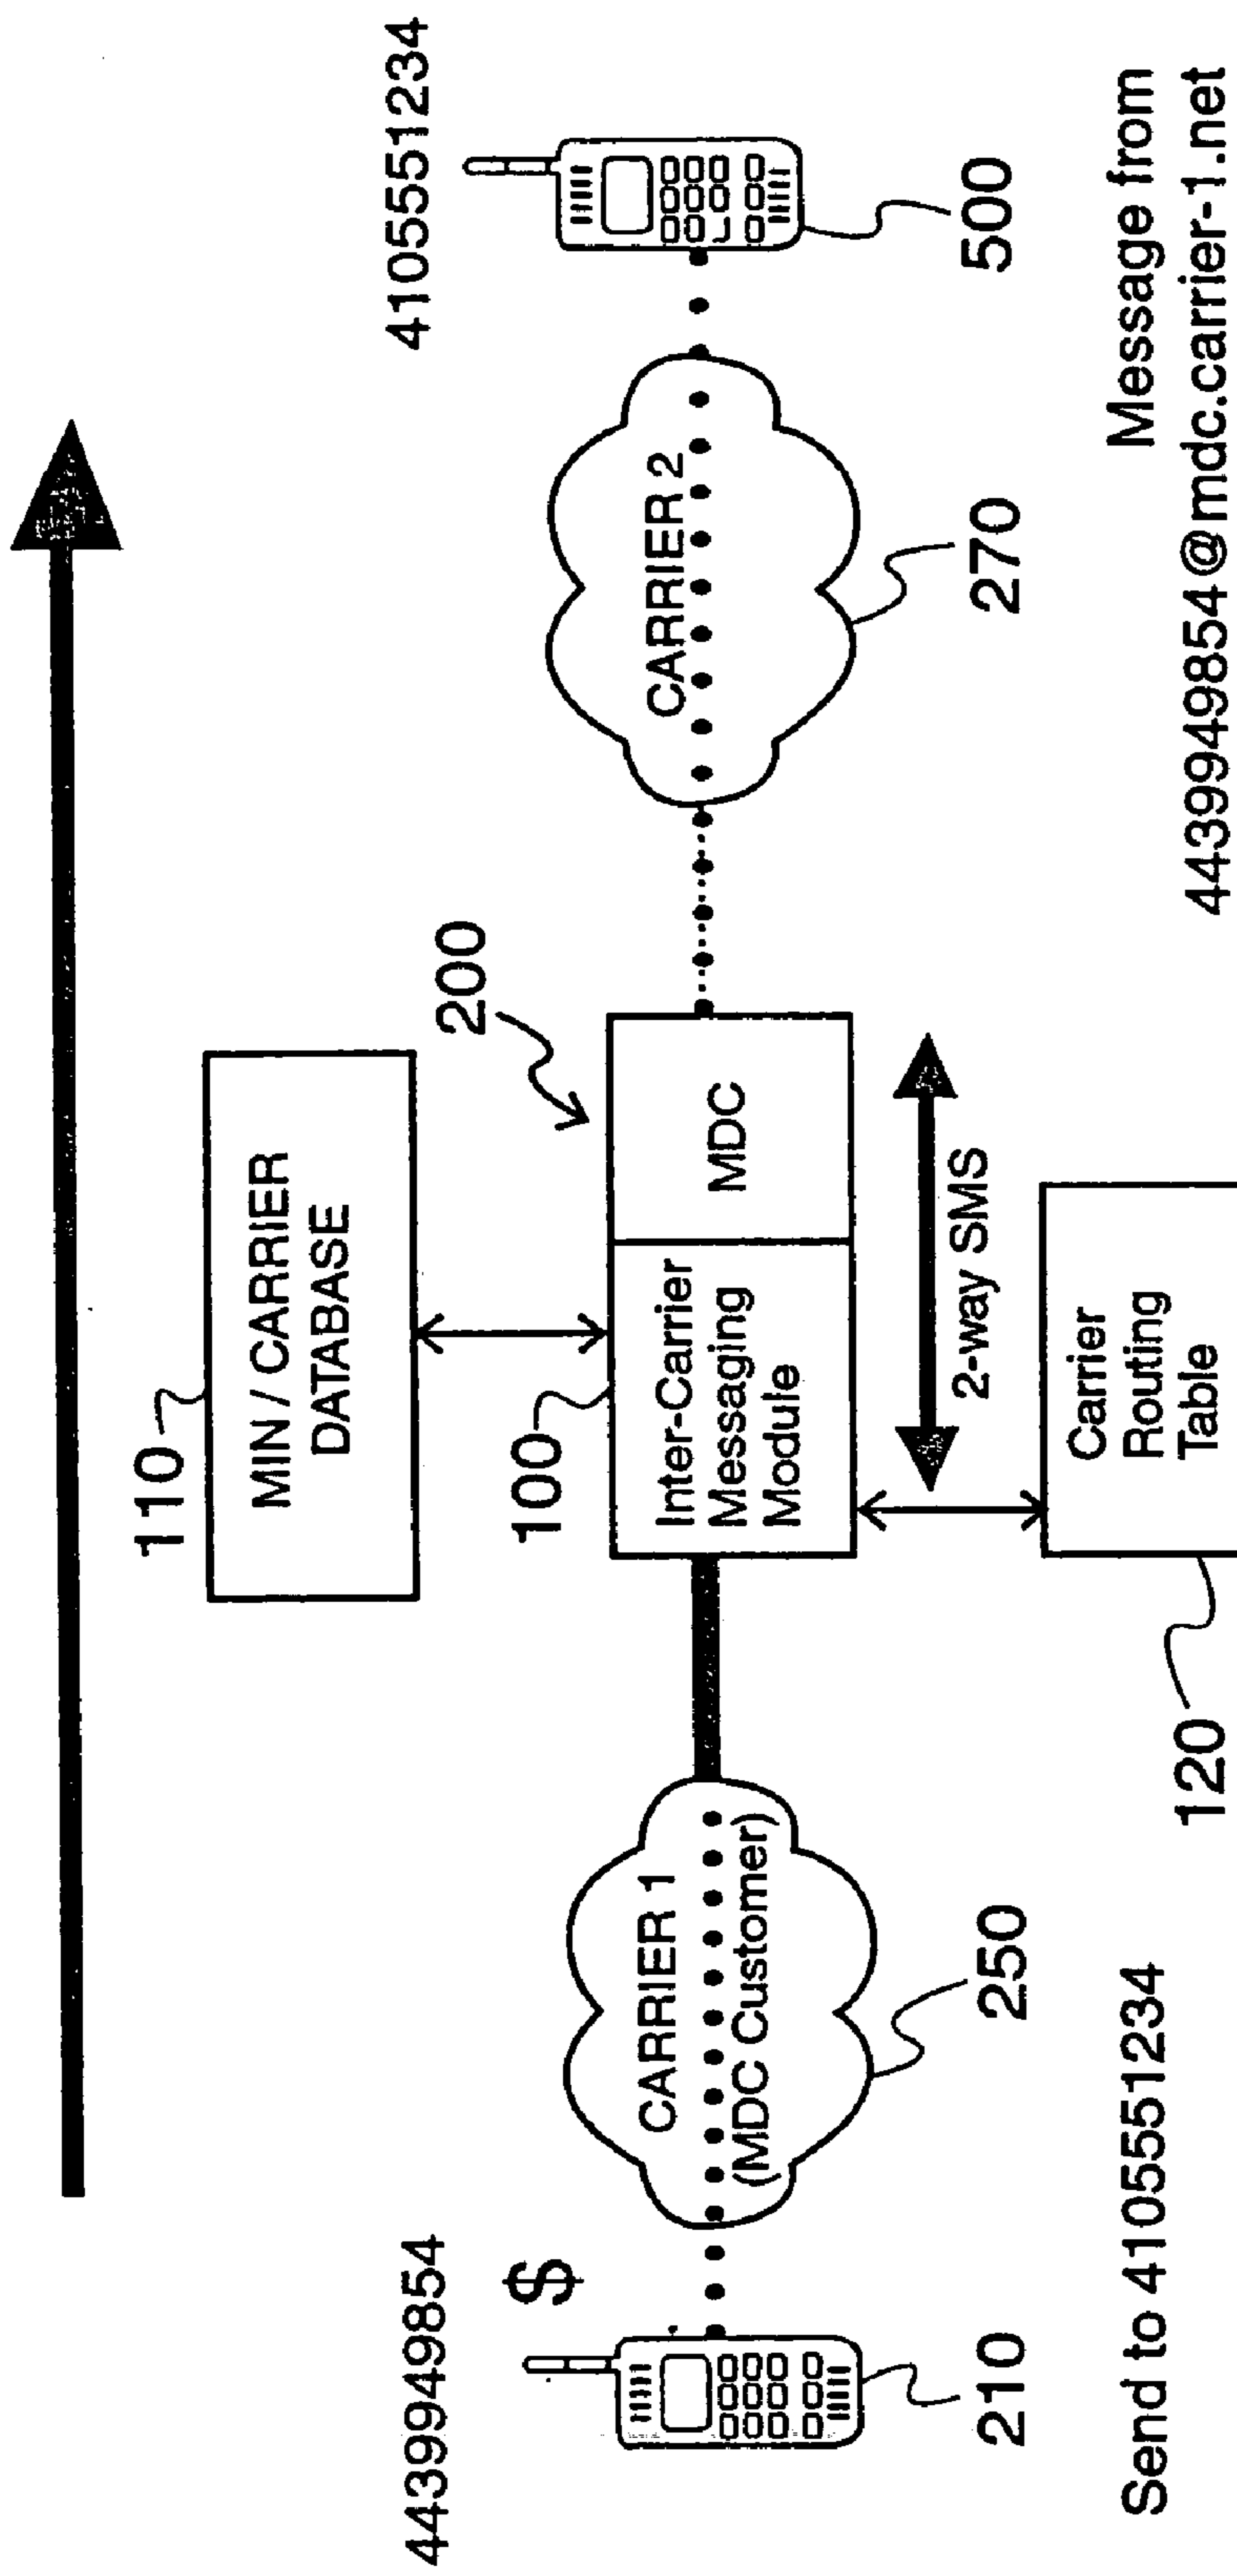 MIN / CARRIER
DATABASE
110
4439949854
$
4105551234
200
100
CARRIER 1
(MDC Customer)
Inter-Carrier
Messaging
Module
MDC
CARRIER 2
2-way SMS
210
250
270
500
Carrier
Routing
Table
120
Send to 4105551234
Message from
4439949854@mdc.carrier-1.net